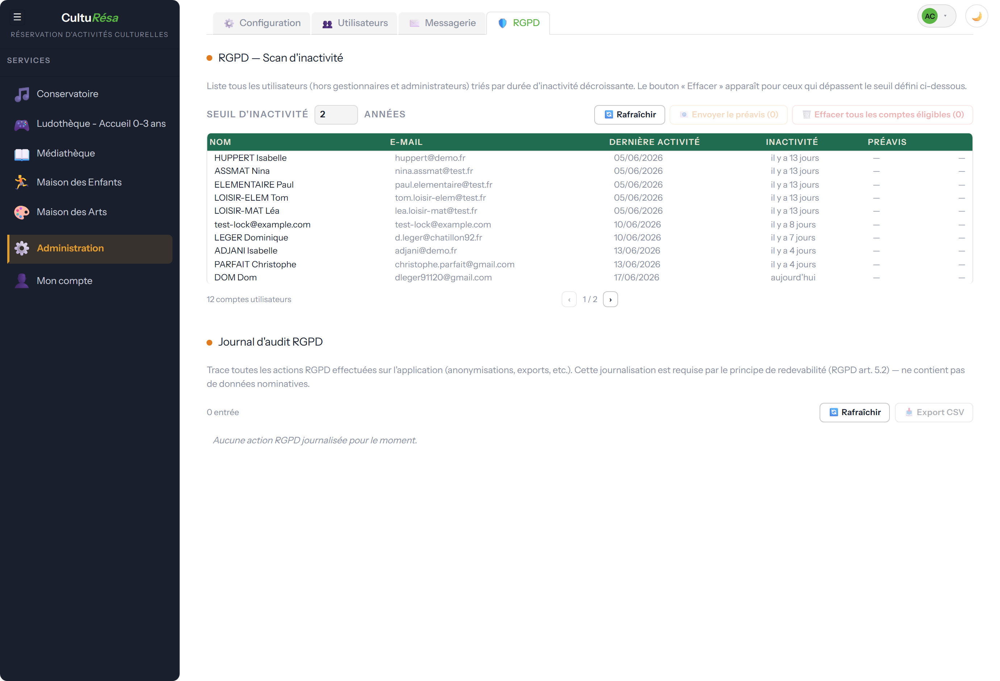 ☰ CultuRésa
RÉSERVATION D'ACTIVITÉS CULTURELLES
SERVICES
Conservatoire
Ludothèque - Accueil 0-3 ans
Médiathèque
Maison des Enfants
Maison des Arts
Administration
Mon compte
Configuration Utilisateurs Messagerie RGPD
AC
RGPD — Scan d'inactivité
Liste tous les utilisateurs (hors gestionnaires et administrateurs) triés par durée d'inactivité décroissante. Le bouton « Effacer » apparaît pour ceux qui dépassent le seuil défini ci-dessous.
SEUIL D'INACTIVITÉ 2 ANNÉES Rafraîchir Envoyer le préavis (0) Effacer tous les comptes éligibles (0)
NOM E-MAIL DERNIÈRE ACTIVITÉ INACTIVITÉ PRÉAVIS
HUPPERT Isabelle huppert@demo.fr 05/06/2026 il y a 13 jours — —
ASSMAT Nina nina.assmat@test.fr 05/06/2026 il y a 13 jours — —
ELEMENTAIRE Paul paul.elementaire@test.fr 05/06/2026 il y a 13 jours — —
LOISIR-ELEM Tom tom.loisir-elem@test.fr 05/06/2026 il y a 13 jours — —
LOISIR-MAT Léa lea.loisir-mat@test.fr 05/06/2026 il y a 13 jours — —
test-lock@example.com test-lock@example.com 10/06/2026 il y a 8 jours — —
LEGER Dominique d.leger@chatillon92.fr 10/06/2026 il y a 7 jours — —
ADJANI Isabelle adjani@demo.fr 13/06/2026 il y a 4 jours — —
PARFAIT Christophe christophe.parfait@gmail.com 13/06/2026 il y a 4 jours — —
DOM Dom dleger91120@gmail.com 17/06/2026 aujourd'hui — —
12 comptes utilisateurs ‹ 1 / 2 ›
Journal d'audit RGPD
Trace toutes les actions RGPD effectuées sur l'application (anonymisations, exports, etc.). Cette journalisation est requise par le principe de redevabilité (RGPD art. 5.2) — ne contient pas
de données nominatives.
0 entrée Rafraîchir Export CSV
Aucune action RGPD journalisée pour le moment.